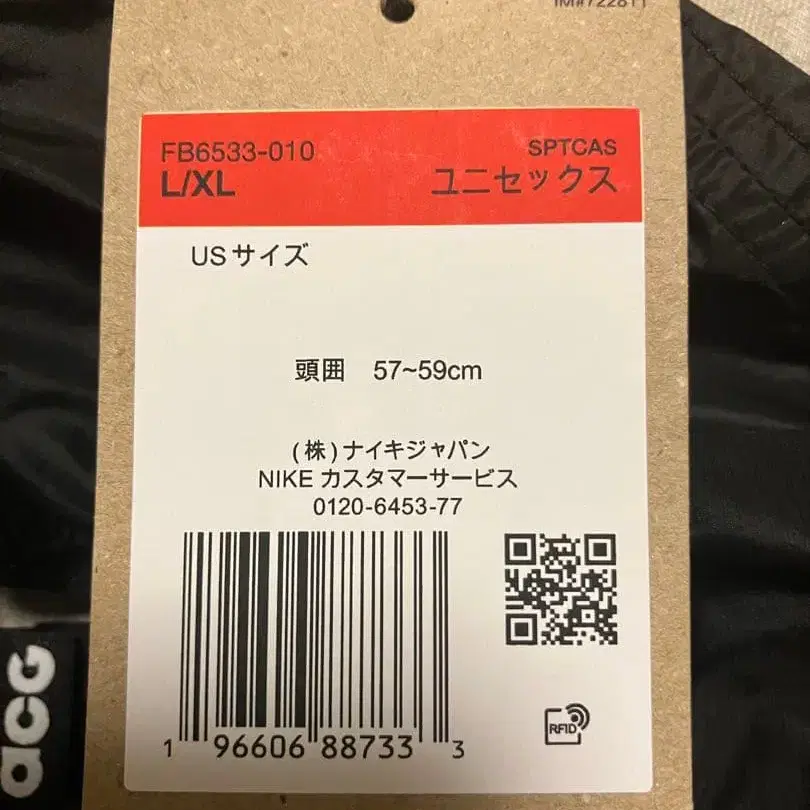 IM#722811
FB6533-010
SPTCAS
L/XL
ユニセックス
USサイズ
頭囲 57~59cm
(株)ナイキジャパン
NIKE カスタマーサービス
0120-6453-77
1 96606 88733 3
RFID
acG